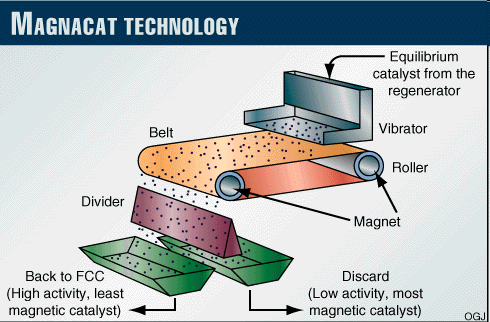 MAGNACAT TECHNOLOGY
Equilibrium
catalyst from the
regenerator
Vibrator
Belt
Roller
Divider
Magnet
Back to FCC
(High activity, least
magnetic catalyst)
Discard
(Low activity, most
magnetic catalyst)
OGJ